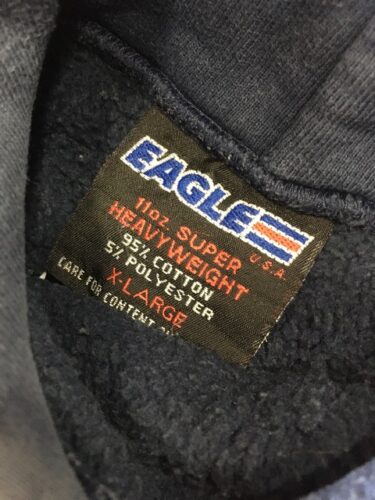 EAGLE
U.S.A.
11oz. SUPER
HEAVYWEIGHT
95% COTTON
5% POLYESTER
X-LARGE
CARE FOR CONTENT